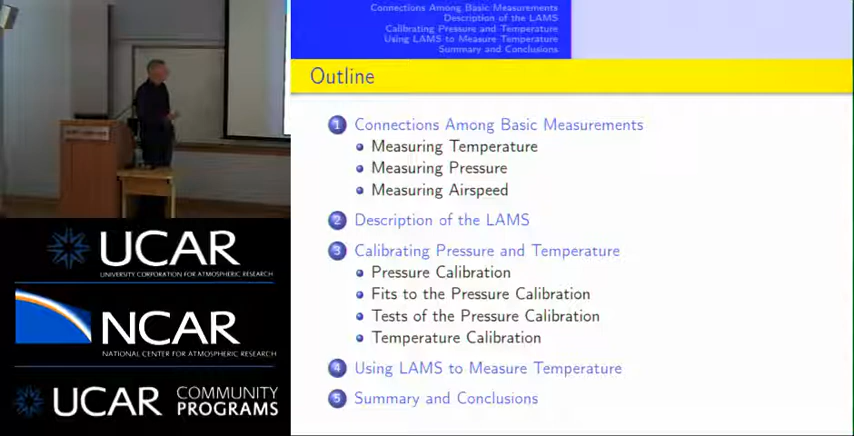 Connections Among Basic Measurements
Description of the LAMS
Calibrating Pressure and Temperature
Using LAMS to Measure Temperature
Summary and Conclusions
Outline
1 Connections Among Basic Measurements
Measuring Temperature
Measuring Pressure
Measuring Airspeed
2 Description of the LAMS
3 Calibrating Pressure and Temperature
Pressure Calibration
Fits to the Pressure Calibration
Tests of the Pressure Calibration
Temperature Calibration
4 Using LAMS to Measure Temperature
5 Summary and Conclusions
UCAR
UNIVERSITY CORPORATION FOR ATMOSPHERIC RESEARCH
NCAR
NATIONAL CENTER FOR ATMOSPHERIC RESEARCH
UCAR COMMUNITY
PROGRAMS